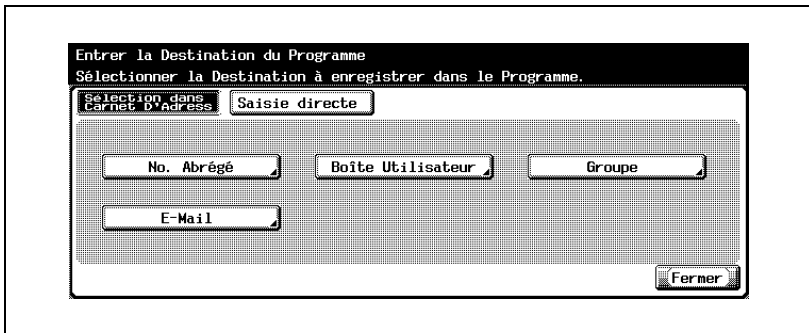 Entrer la Destination du Programme
Sélectionner la Destination à enregistrer dans le Programme.
Sélection dans
Carnet D'Adress
Saisie directe
No. Abrégé
Boîte Utilisateur
Groupe
E-Mail
Fermer